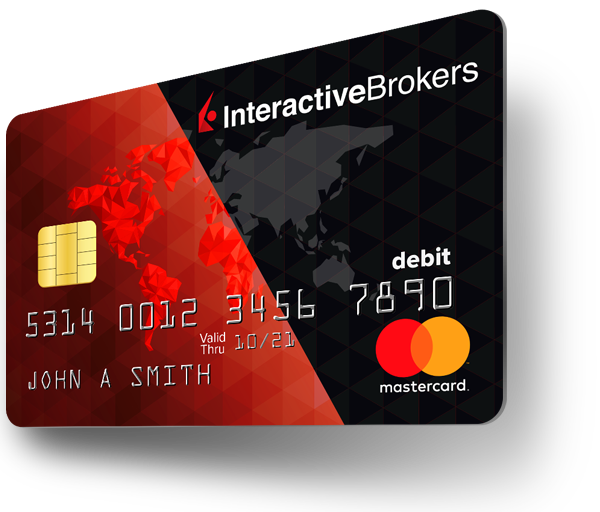 InteractiveBrokers
debit
5314 0012 3456 7890
Valid
Thru 10/21
JOHN A SMITH
mastercard